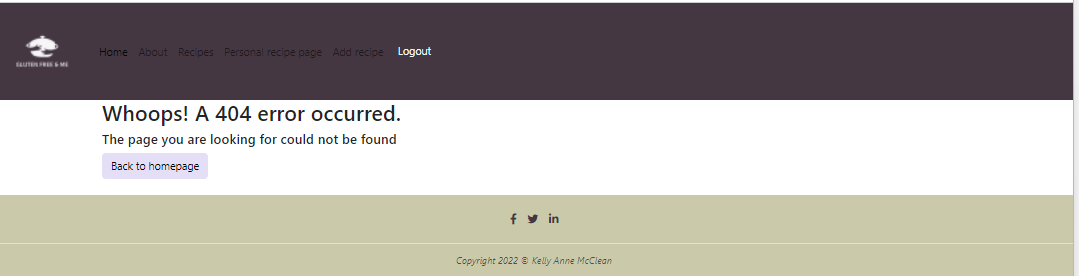 GLUTEN FREE & ME
Home About Recipes Personal recipe page Add recipe Logout
Whoops! A 404 error occurred.
The page you are looking for could not be found
Back to homepage
Copyright 2022 © Kelly Anne McClean